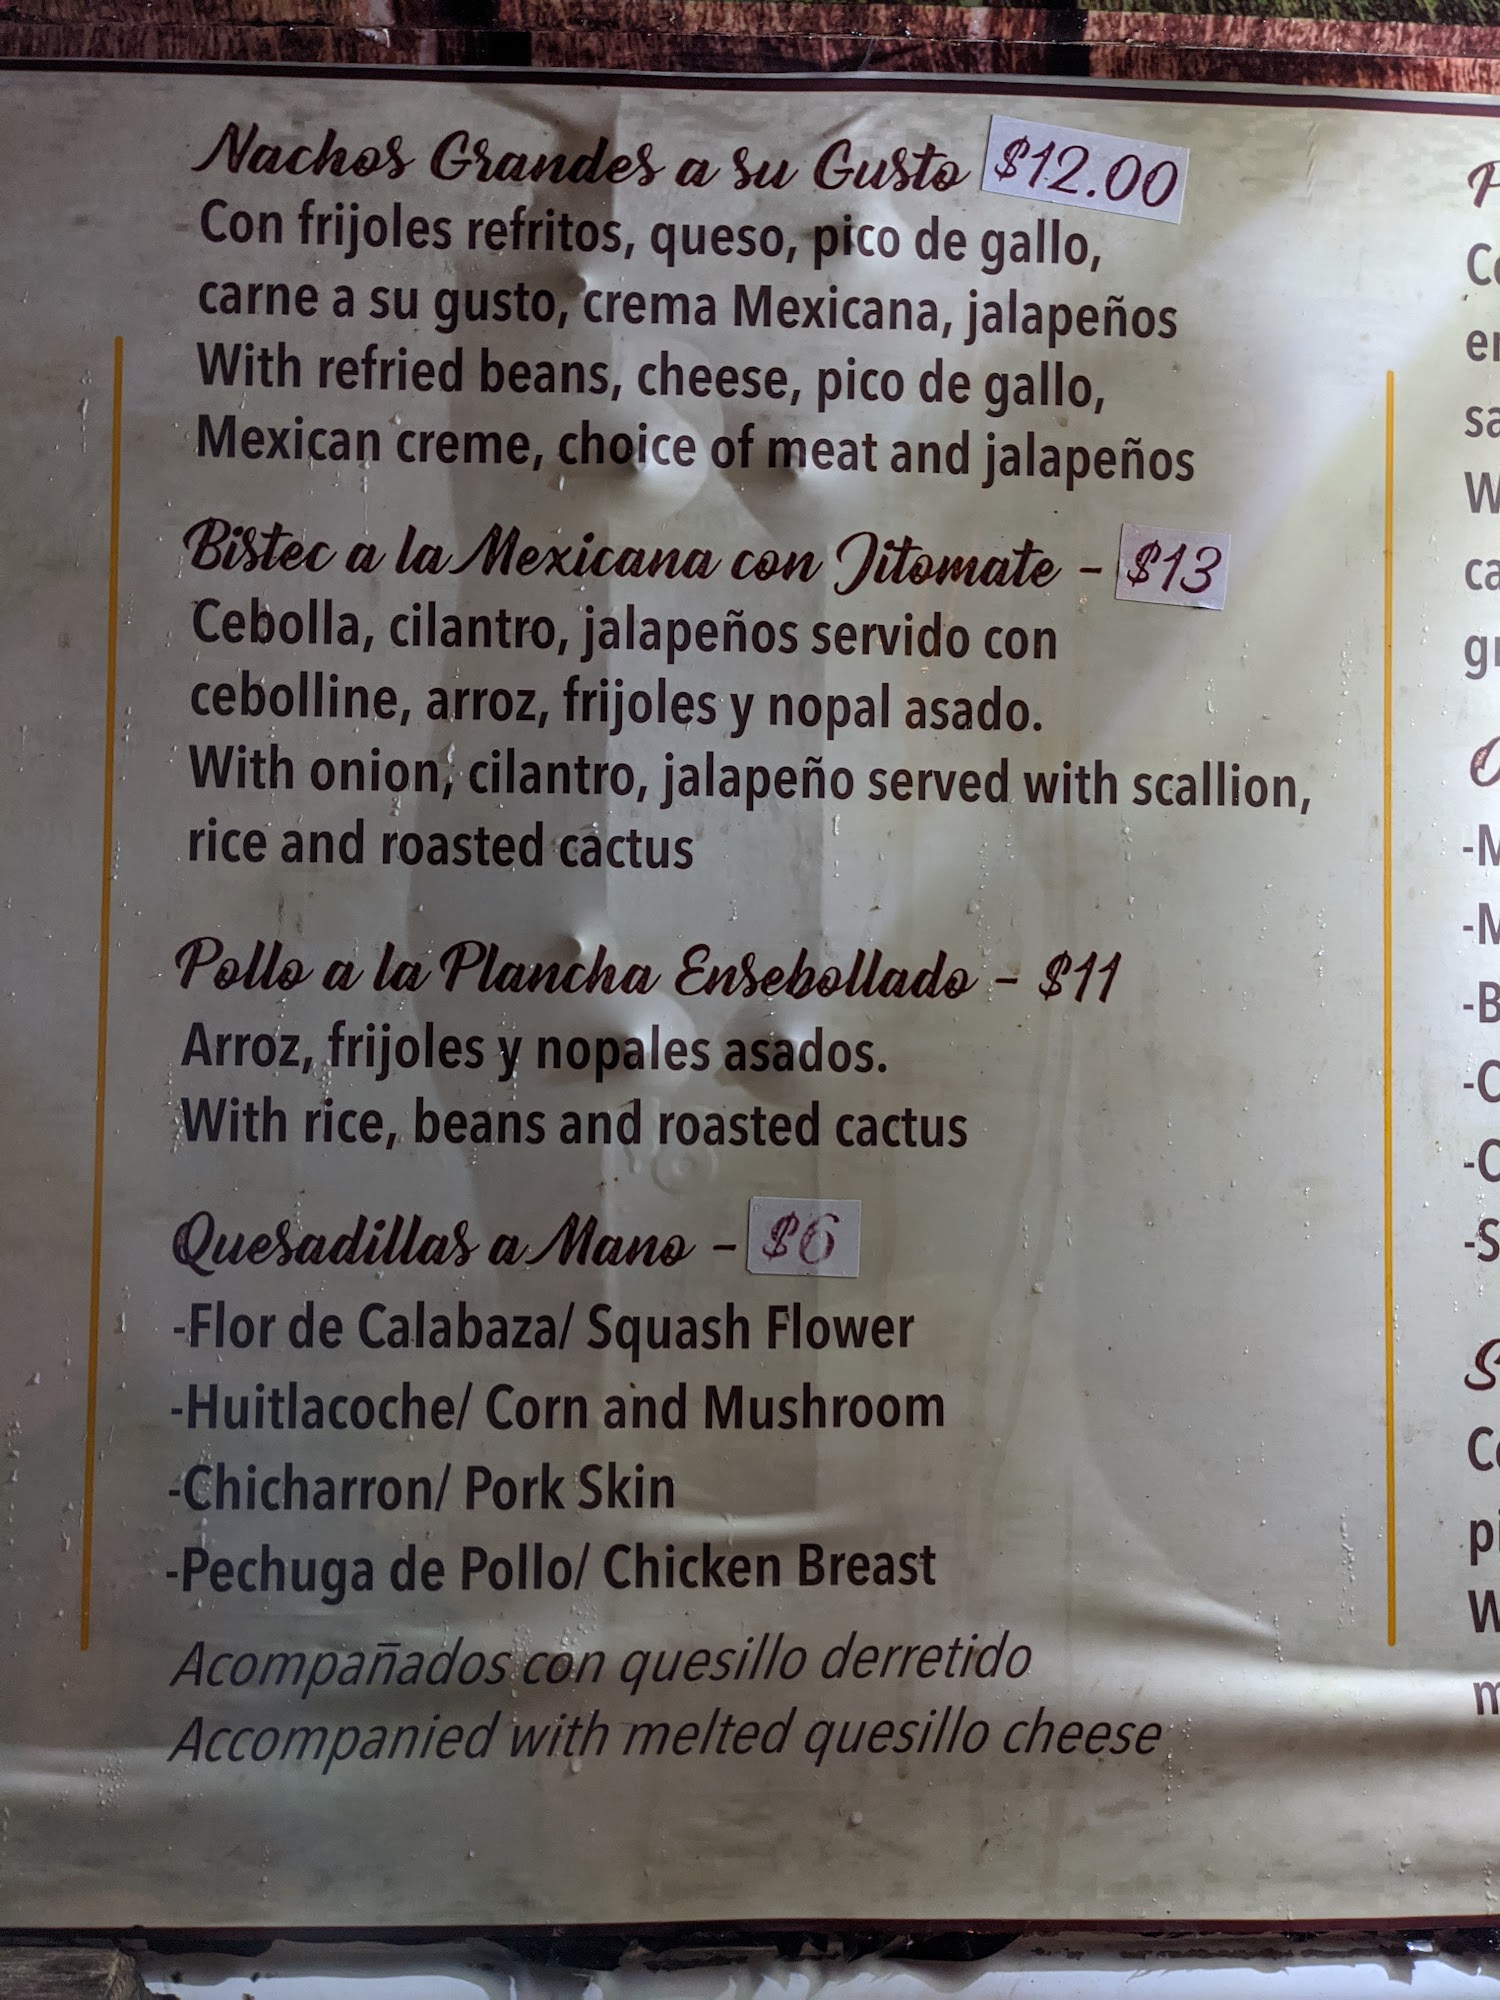 Nachos Grandes a su Gusto $12.00
Con frijoles refritos, queso, pico de gallo,
carne a su gusto, crema Mexicana, jalapeños
With refried beans, cheese, pico de gallo,
Mexican creme, choice of meat and jalapeños
Bistec a la Mexicana con Jitomate - $13
Cebolla, cilantro, jalapeños servido con
cebolline, arroz, frijoles y nopal asado.
With onion, cilantro, jalapeño served with scallion,
rice and roasted cactus
Pollo a la Plancha Ensebollado - $11
Arroz, frijoles y nopales asados.
With rice, beans and roasted cactus
Quesadillas a Mano - $6
-Flor de Calabaza/ Squash Flower
-Huitlacoche/ Corn and Mushroom
-Chicharron/ Pork Skin
-Pechuga de Pollo/ Chicken Breast
Acompañados con quesillo derretido
Accompanied with melted quesillo cheese